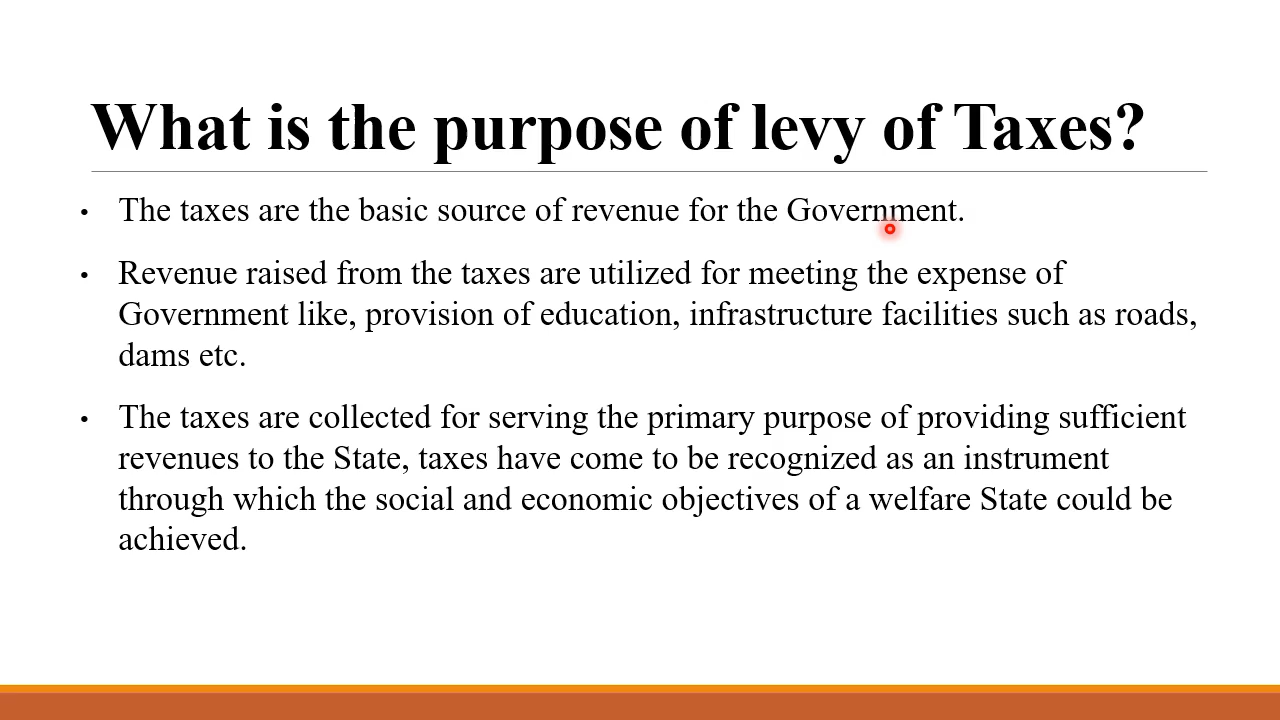 What is the purpose of levy of Taxes?
• The taxes are the basic source of revenue for the Government.
• Revenue raised from the taxes are utilized for meeting the expense of
Government like, provision of education, infrastructure facilities such as roads,
dams etc.
• The taxes are collected for serving the primary purpose of providing sufficient
revenues to the State, taxes have come to be recognized as an instrument
through which the social and economic objectives of a welfare State could be
achieved.